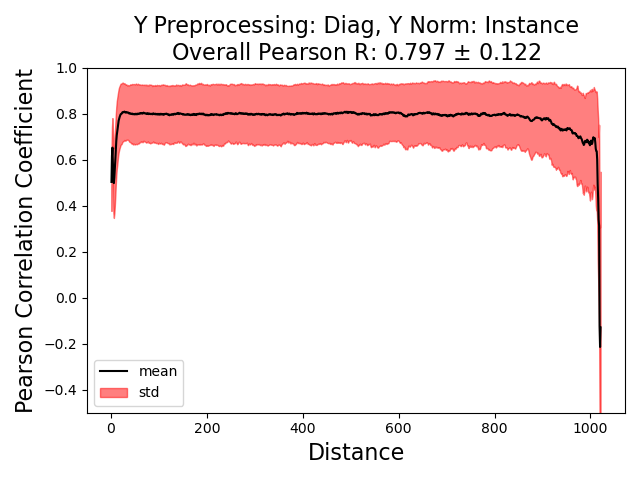 Y Preprocessing: Diag, Y Norm: Instance
Overall Pearson R: 0.797 ± 0.122
Pearson Correlation Coefficient
1.0
0.8
0.6
0.4
0.2
0.0
−0.2
−0.4
mean
std
0 200 400 600 800 1000
Distance